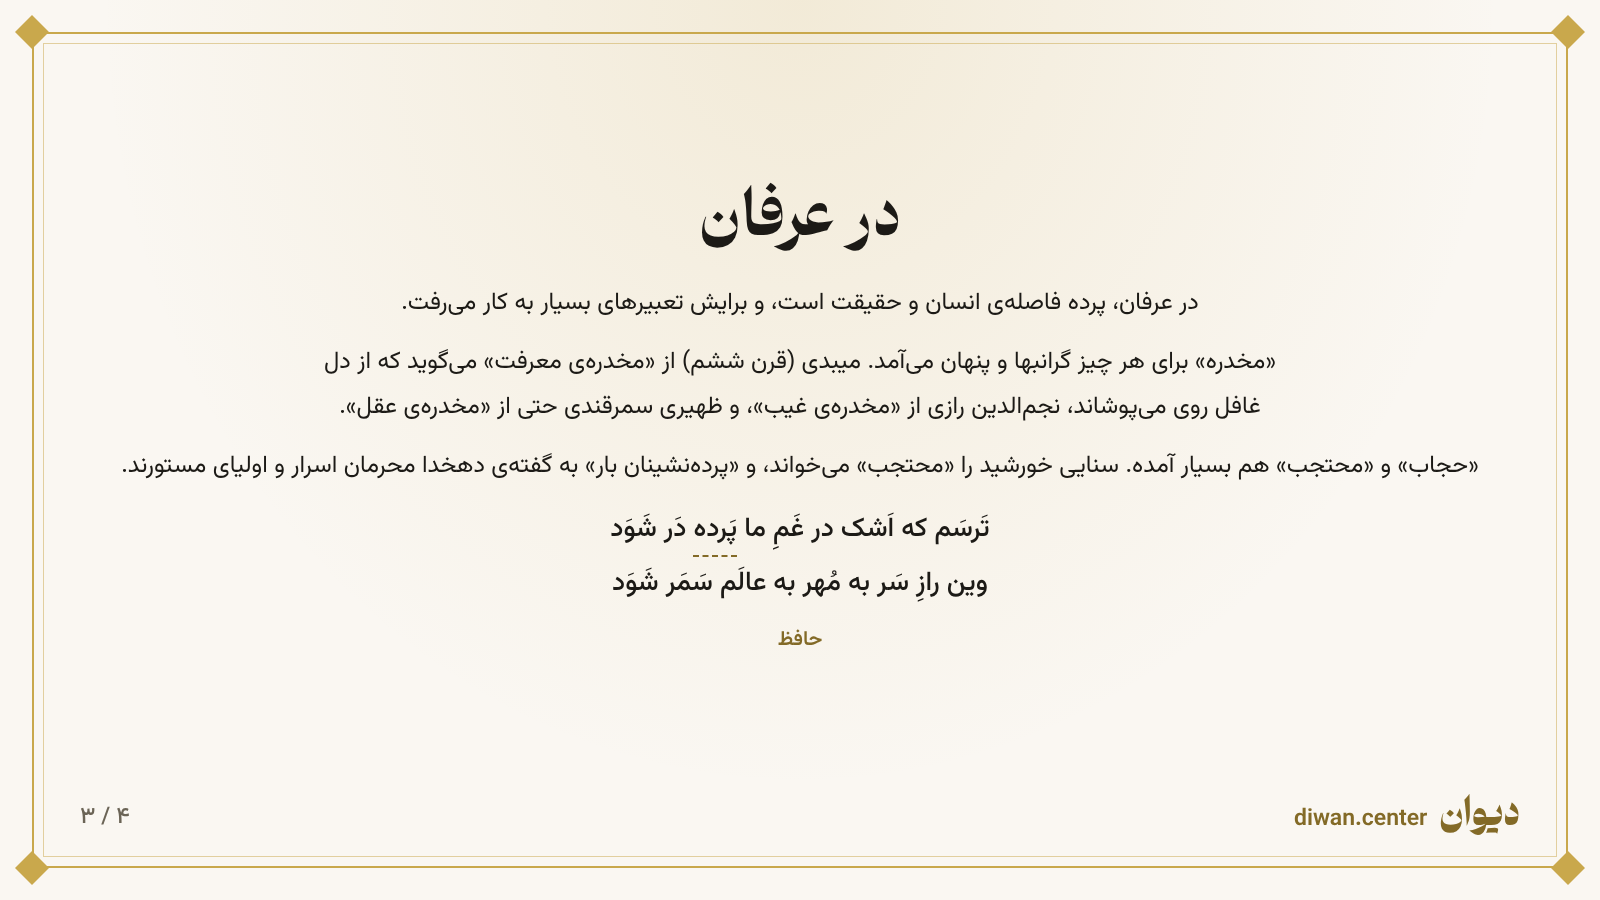 در عرفان
در عرفان، پرده فاصله‌ی انسان و حقیقت است، و برایش تعبیرهای بسیار به کار می‌رفت.
«مخدره» برای هر چیز گرانبها و پنهان می‌آمد. میبدی (قرن ششم) از «مخدره‌ی معرفت» می‌گوید که از دل
غافل روی می‌پوشاند، نجم‌الدین رازی از «مخدره‌ی غیب»، و ظهیری سمرقندی حتی از «مخدره‌ی عقل».
«حجاب» و «محتجب» هم بسیار آمده. سنایی خورشید را «محتجب» می‌خواند، و «پرده‌نشینان بار» به گفته‌ی دهخدا محرمان اسرار و اولیای مستورند.
تَرسَم که اَشک در غَمِ ما پَرده دَر شَوَد
وین رازِ سَر به مُهر به عالَم سَمَر شَوَد
حافظ
دیوان diwan.center
۳ / ۴